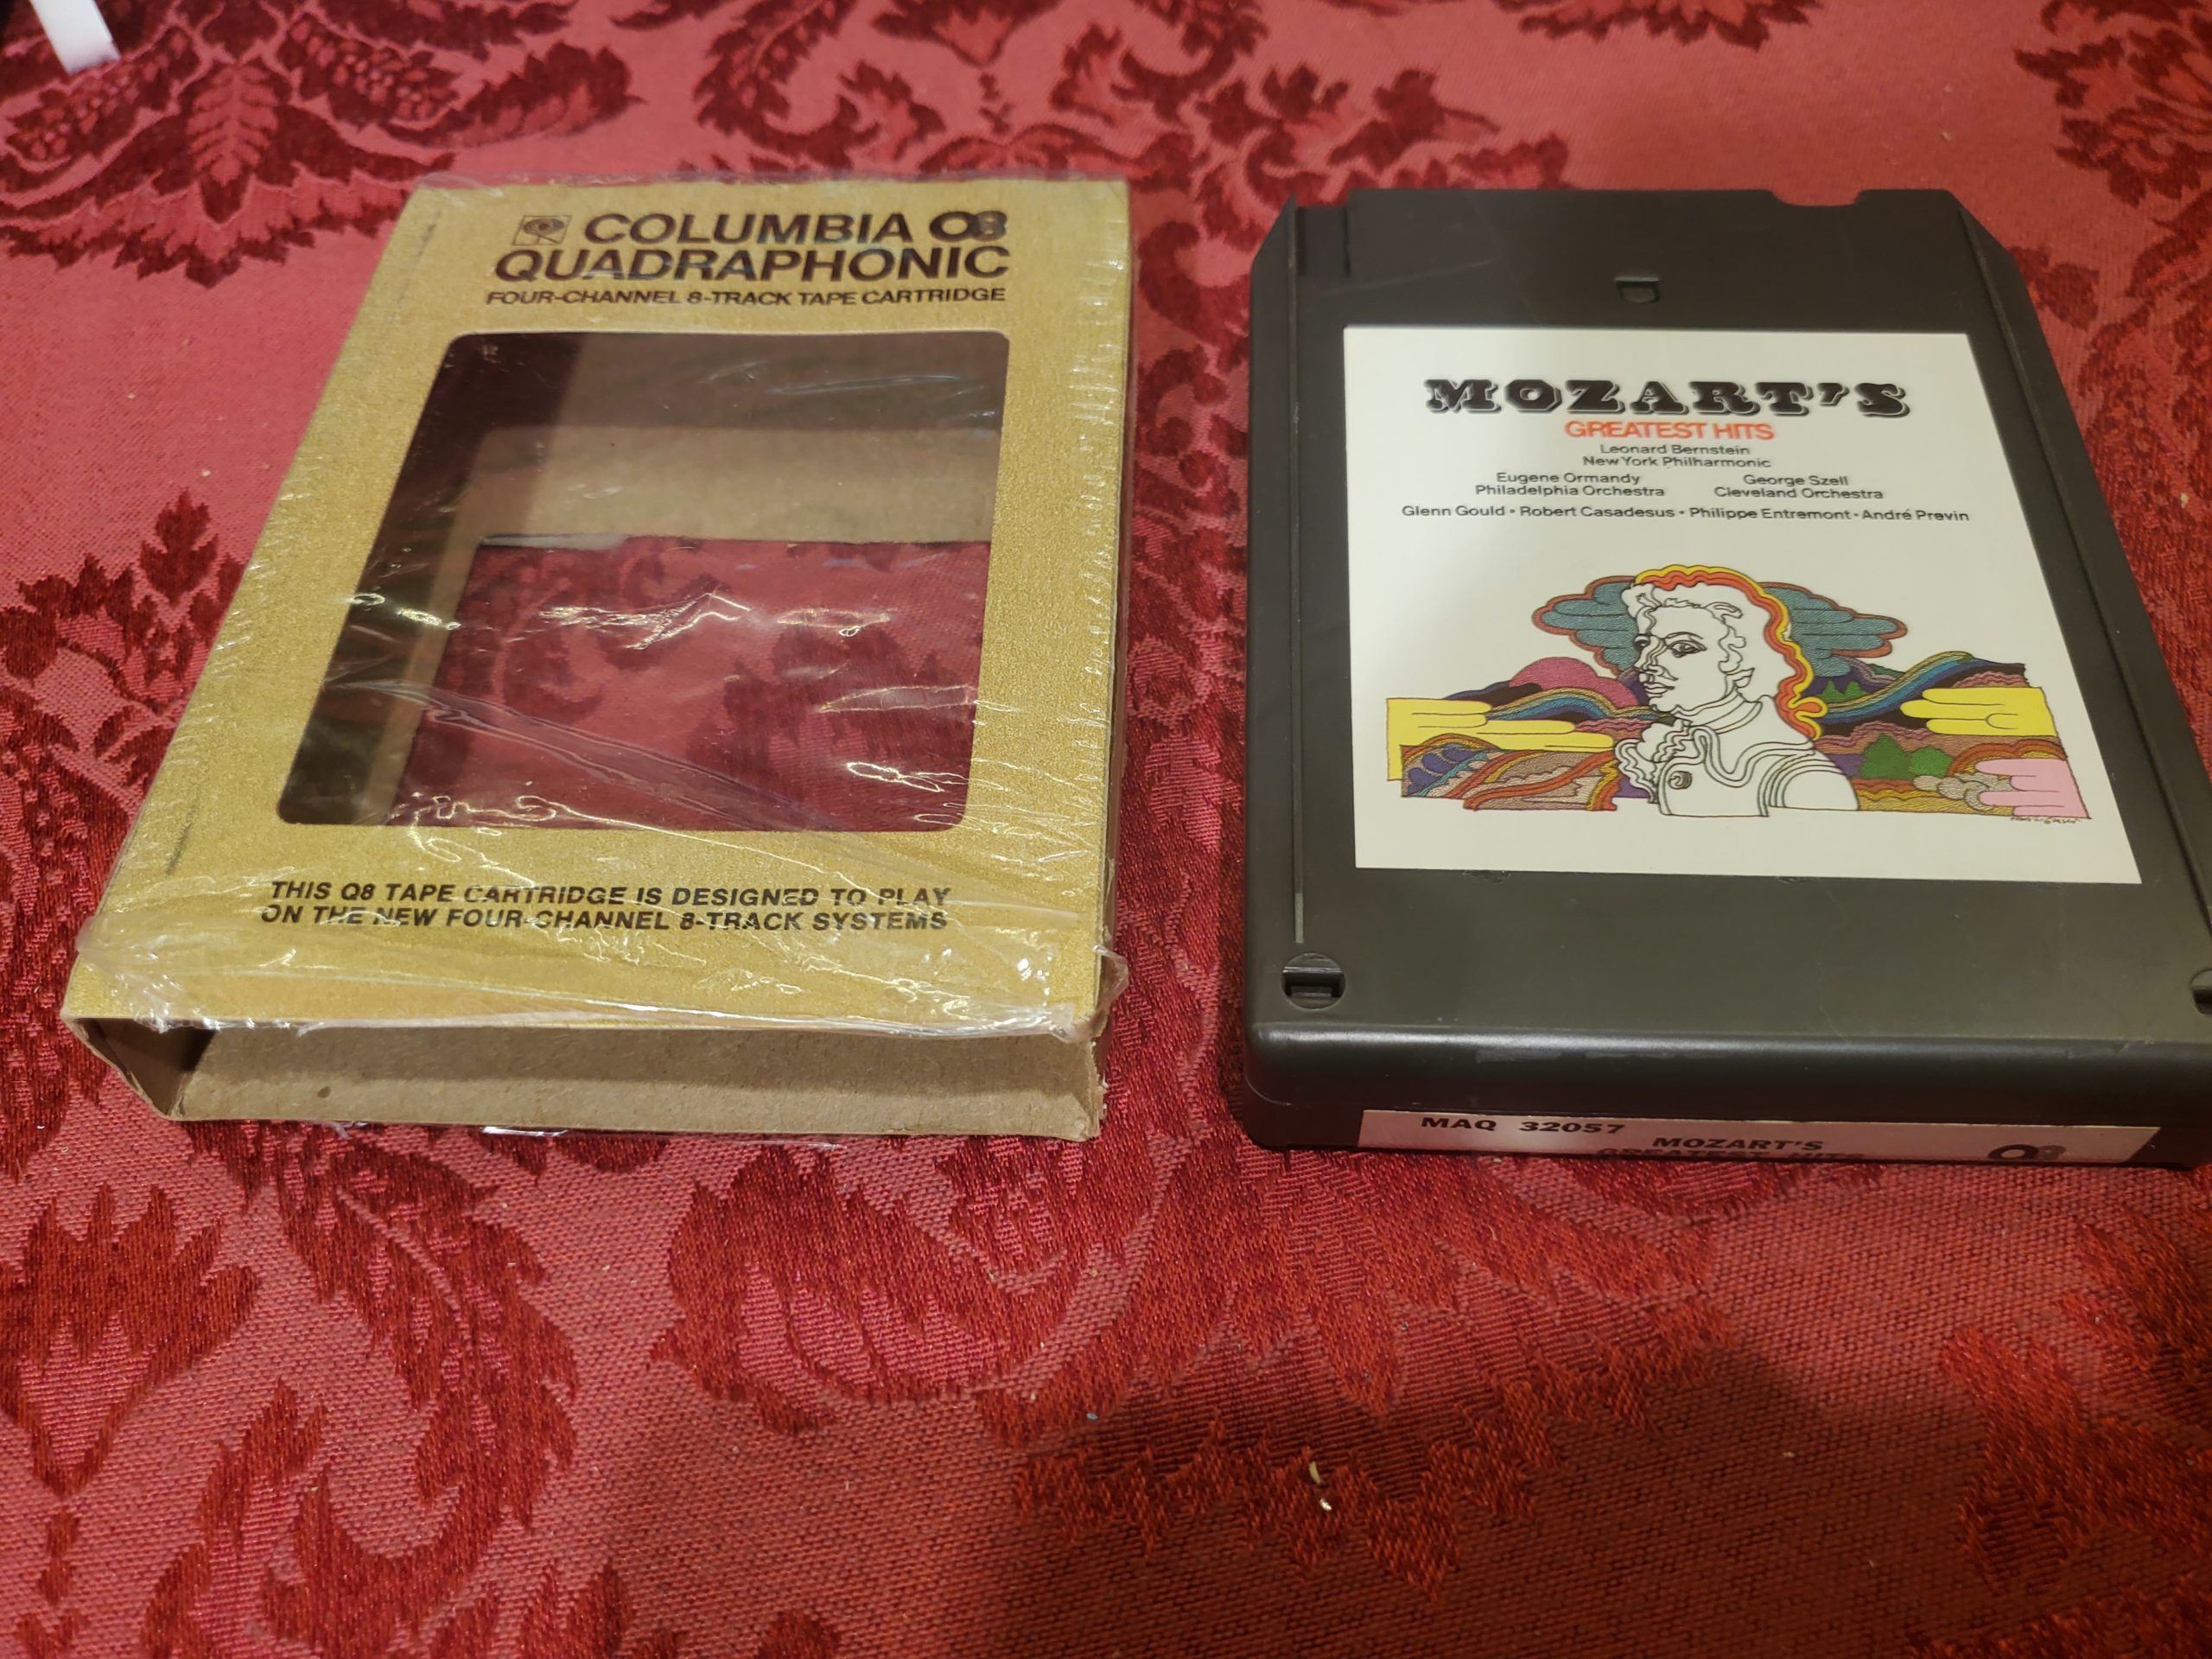 COLUMBIA Q8
QUADRAPHONIC
FOUR-CHANNEL 8-TRACK TAPE CARTRIDGE
THIS Q8 TAPE CARTRIDGE IS DESIGNED TO PLAY
ON THE NEW FOUR-CHANNEL 8-TRACK SYSTEMS
MOZART'S
GREATEST HITS
Leonard Bernstein
New York Philharmonic
Eugene Ormandy
Philadelphia Orchestra
George Szell
Cleveland Orchestra
Glenn Gould • Robert Casadesus • Philippe Entremont • André Previn
MAQ 32057
MOZART'S
GREATEST HITS
Q8